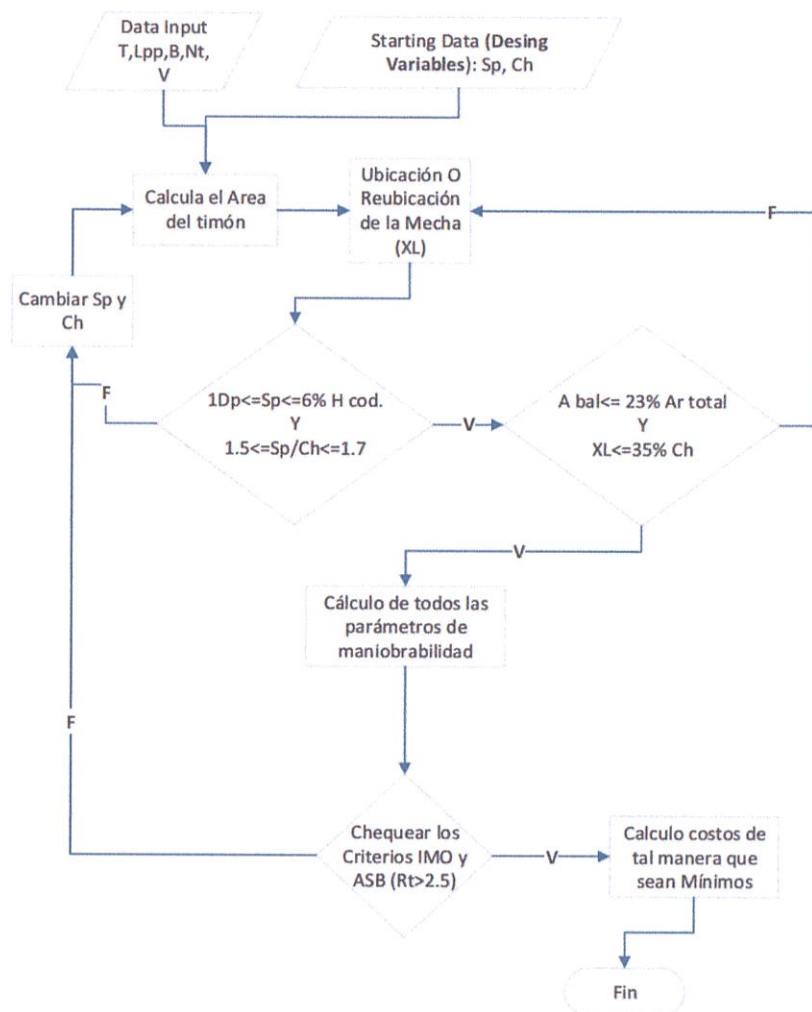 Data Input
T,Lpp,B,Nt,
V
Starting Data (Desing
Variables): Sp, Ch
Calcula el Area
del timón
Ubicación O
Reubicación
de la Mecha
(XL)
F
Cambiar Sp y
Ch
F
1Dp<=Sp<=6% H cod.
Y
1.5<=Sp/Ch<=1.7
V
A bal<= 23% Ar total
Y
XL<=35% Ch
V
Cálculo de todos las
parámetros de
maniobrabilidad
F
Chequear los
Criterios IMO y
ASB (Rt>2.5)
V
Calculo costos de
tal manera que
sean Mínimos
Fin